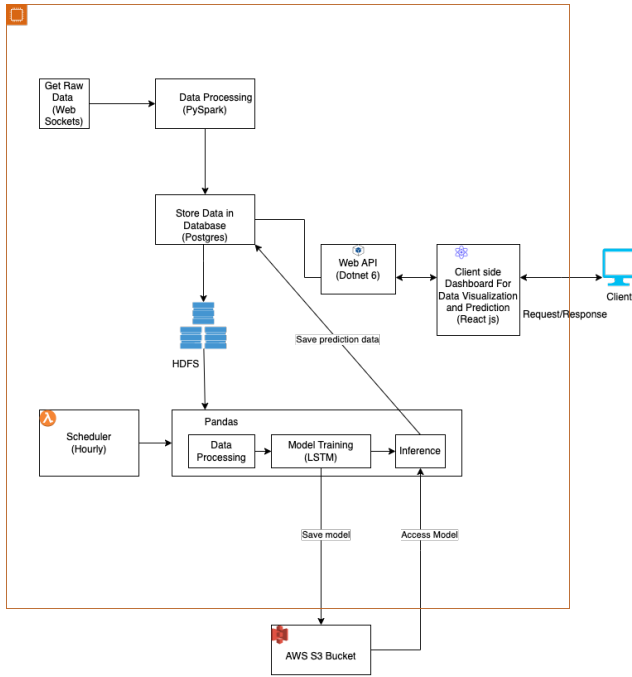 Get Raw
Data
(Web
Sockets)
Data Processing
(PySpark)
Store Data in
Database
(Postgres)
Web API
(Dotnet 6)
Client side
Dashboard For
Data Visualization
and Prediction
(React js)
Client
Request/Response
Save prediction data
HDFS
Scheduler
(Hourly)
Pandas
Data
Processing
Model Training
(LSTM)
Inference
Save model
Access Model
AWS S3 Bucket